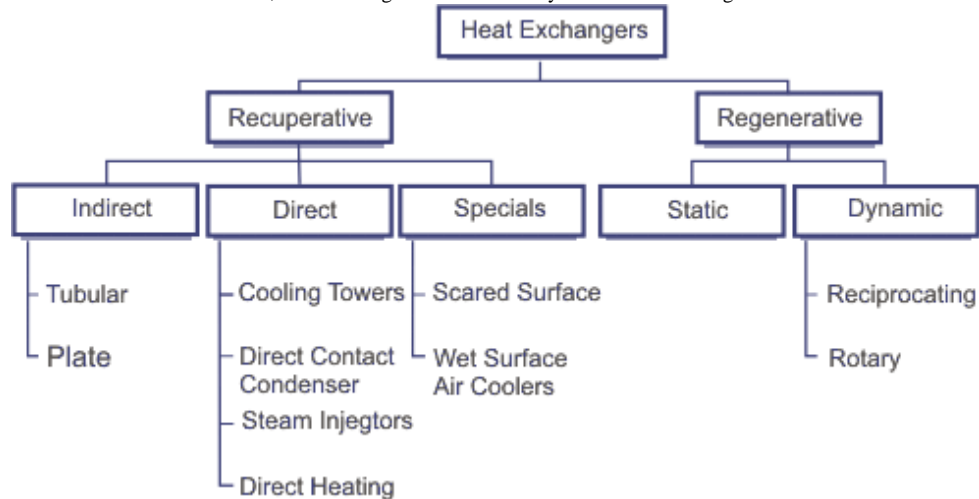 Heat Exchangers
Recuperative
Regenerative
Indirect
Direct
Specials
Static
Dynamic
Tubular
Cooling Towers
Scared Surface
Reciprocating
Plate
Direct Contact
Condenser
Wet Surface
Air Coolers
Rotary
Steam Injegtors
Direct Heating